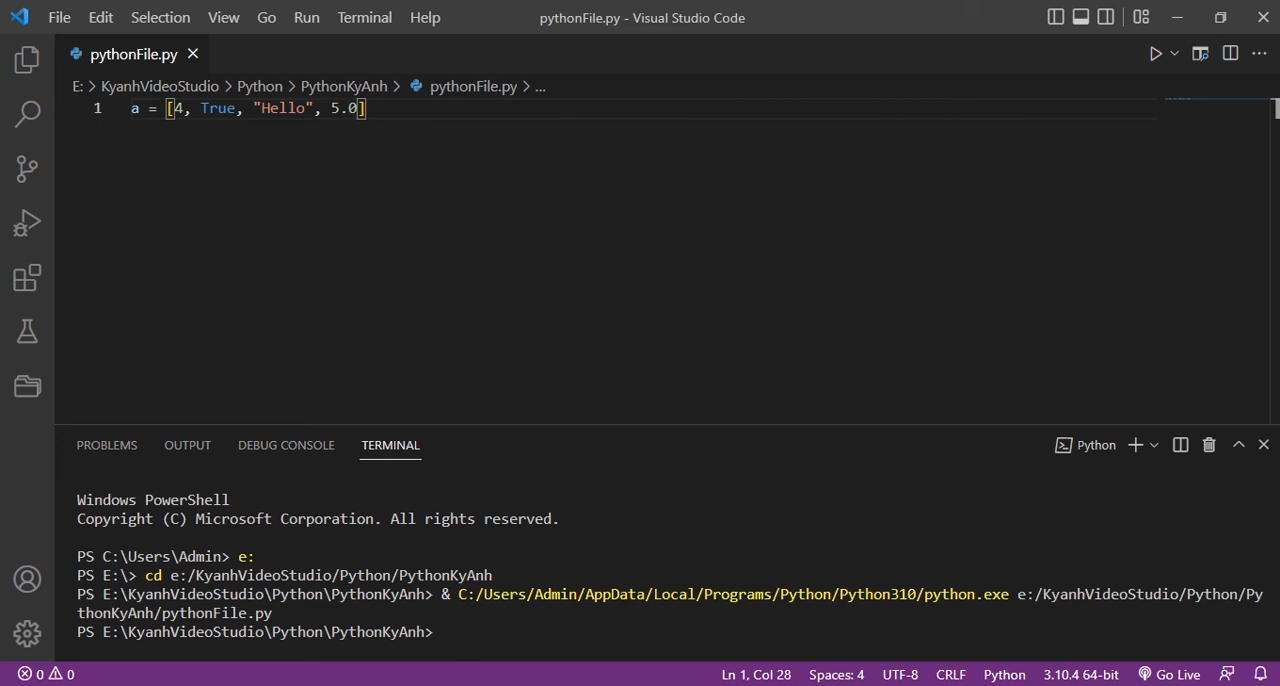 File Edit Selection View Go Run Terminal Help pythonFile.py - Visual Studio Code
pythonFile.py
E: > KyanhVideoStudio > Python > PythonKyAnh > pythonFile.py > ...
1 a = [4, True, "Hello", 5.0]
PROBLEMS OUTPUT DEBUG CONSOLE TERMINAL Python
Windows PowerShell
Copyright (C) Microsoft Corporation. All rights reserved.
PS C:\Users\Admin> e:
PS E:\> cd e:/KyanhVideoStudio/Python/PythonKyAnh
PS E:\KyanhVideoStudio\Python\PythonKyAnh> & C:/Users/Admin/AppData/Local/Programs/Python/Python310/python.exe e:/KyanhVideoStudio/Python/Py
thonKyAnh/pythonFile.py
PS E:\KyanhVideoStudio\Python\PythonKyAnh>
0 0 Ln 1, Col 28 Spaces: 4 UTF-8 CRLF Python 3.10.4 64-bit Go Live